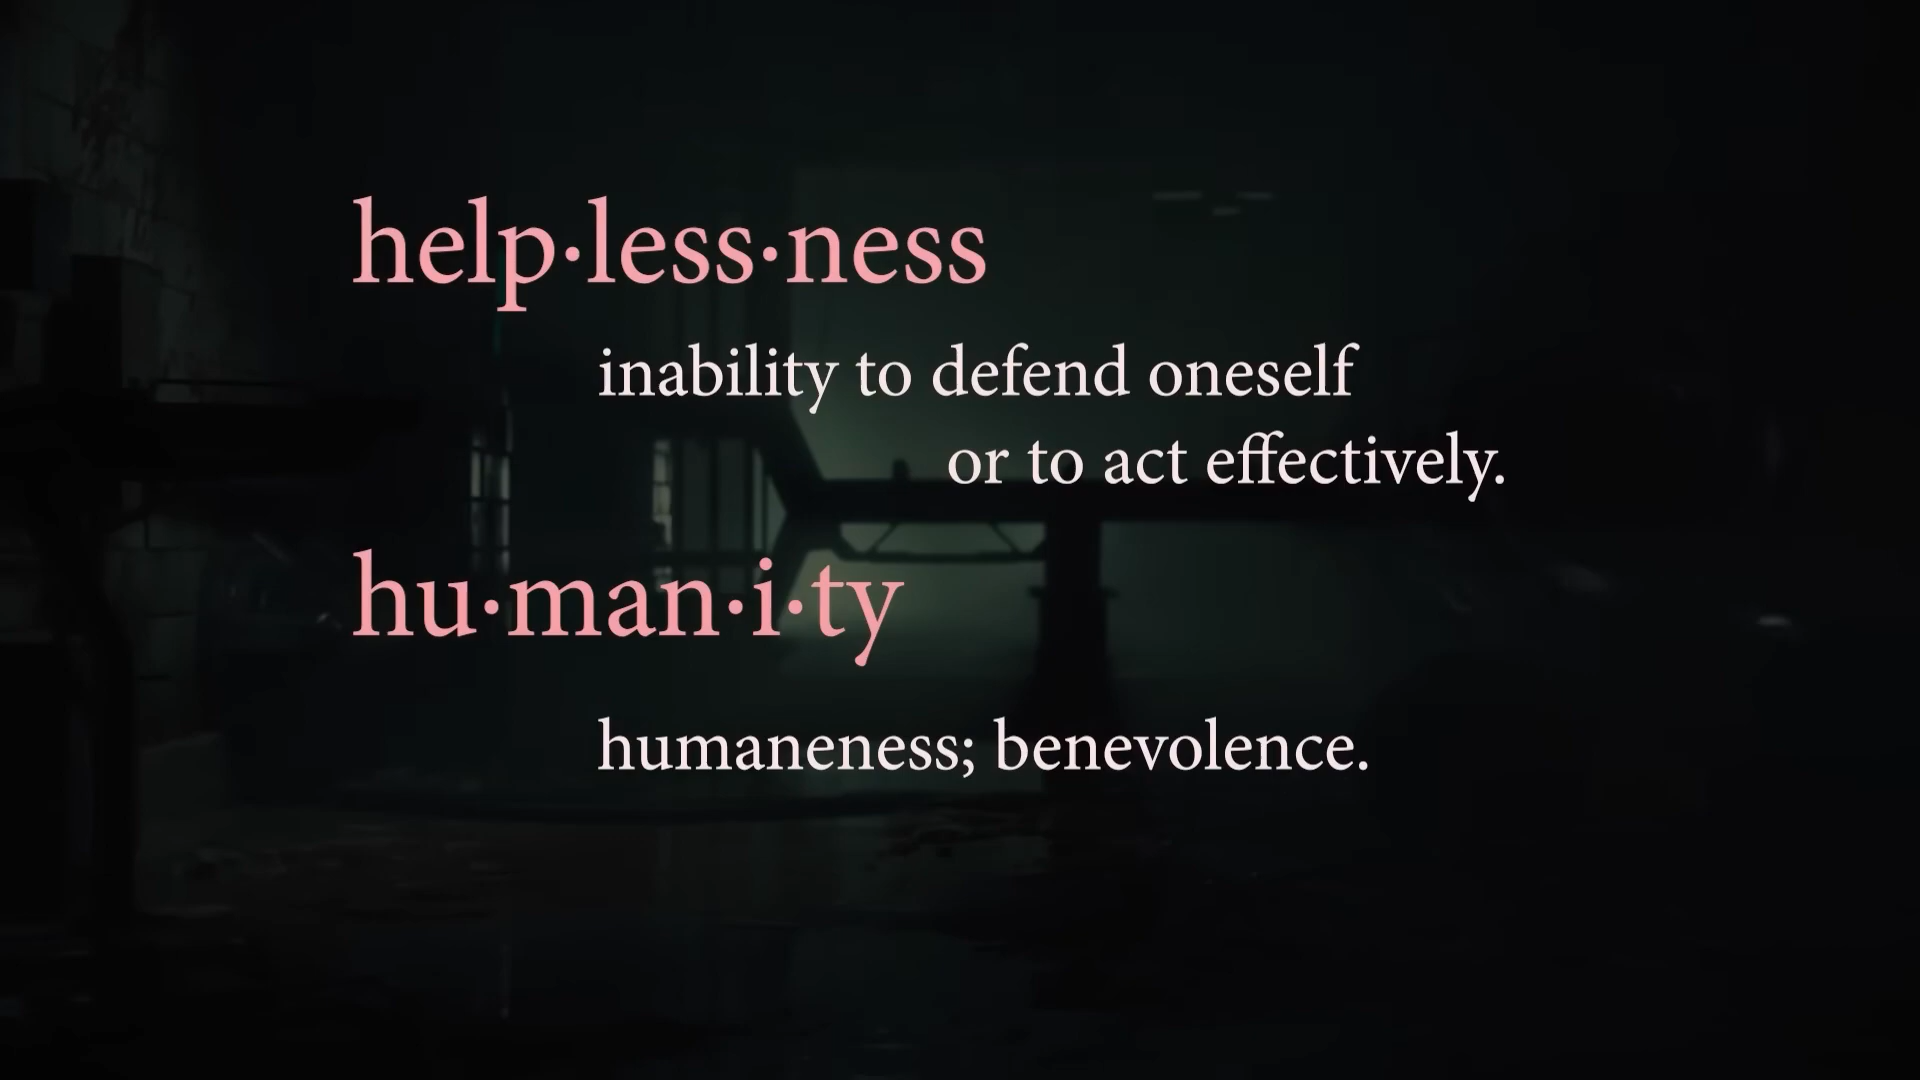 help·less·ness
inability to defend oneself
or to act effectively.
hu·man·i·ty
humaneness; benevolence.